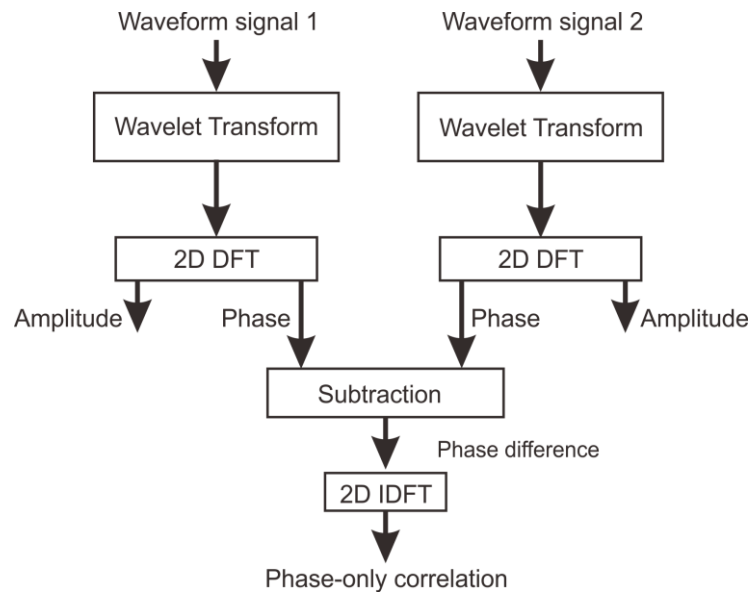 Waveform signal 1
Waveform signal 2
Wavelet Transform
Wavelet Transform
2D DFT
2D DFT
Amplitude
Phase
Phase
Amplitude
Subtraction
Phase difference
2D IDFT
Phase-only correlation